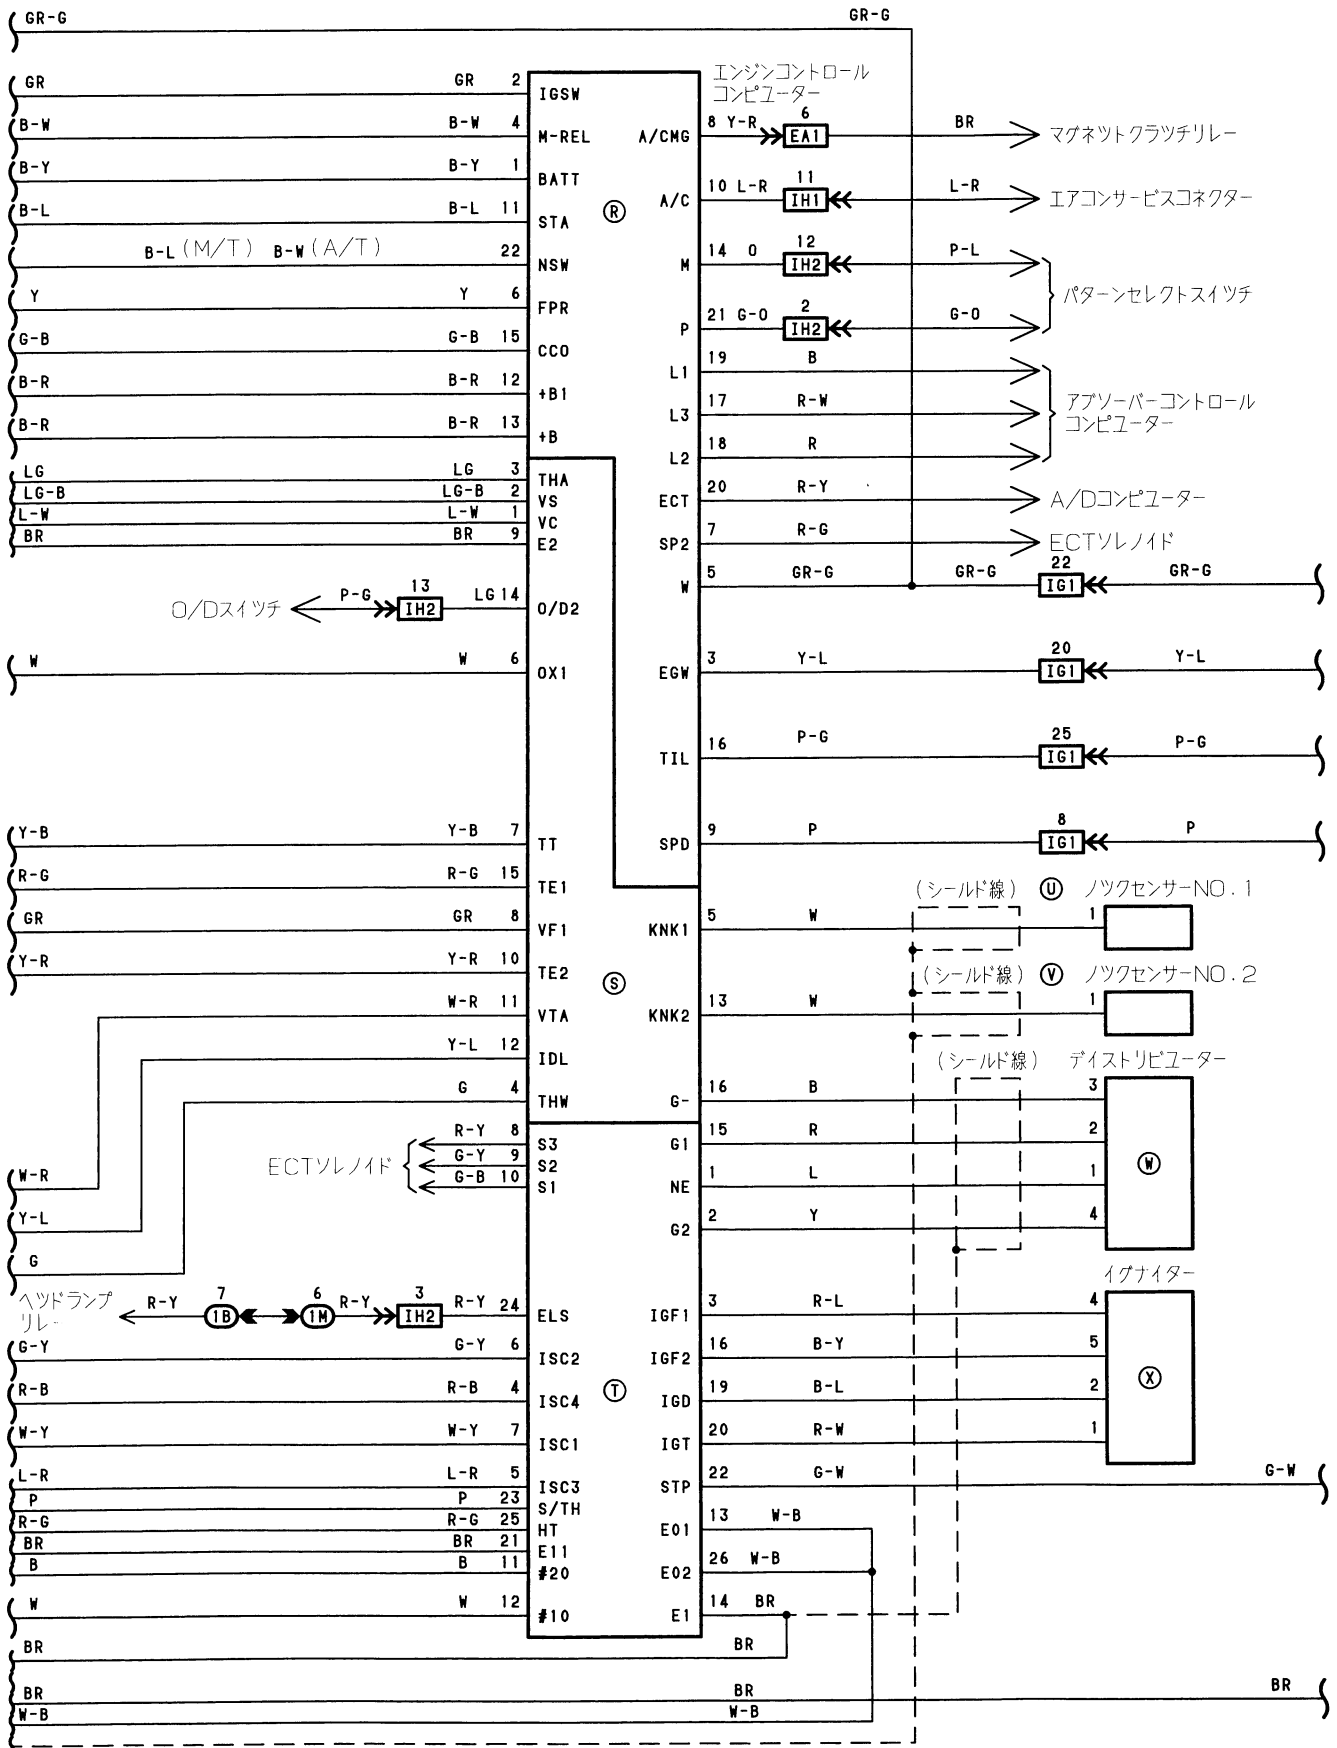 GR-G GR-G
エンジンコントロール
コンピューター
GR GR 2 IGSW
B-W B-W 4 M-REL A/CMG 8 Y-R 6 EA1 BR マグネットクラッチリレー
B-Y B-Y 1 BATT
B-L B-L 11 STA Ⓡ A/C 10 L-R 11 IH1 L-R エアコンサービスコネクター
B-L (M/T) B-W (A/T) 22 NSW M 14 O 12 IH2 P-L
パターンセレクトスイッチ
Y Y 6 FPR P 21 G-O 2 IH2 G-O
G-B G-B 15 CCO L1 19 B
B-R B-R 12 +B1 L3 17 R-W
アブソーバーコントロール
コンピューター
B-R B-R 13 +B L2 18 R
LG LG 3 THA
LG-B LG-B 2 VS ECT 20 R-Y A/Dコンピューター
L-W L-W 1 VC
BR BR 9 E2 SP2 7 R-G ECTソレノイド
W 5 GR-G GR-G 22 IG1 GR-G
O/Dスイッチ P-G 13 IH2 LG 14 O/D2
W W 6 OX1 EGW 3 Y-L 20 IG1 Y-L
TIL 16 P-G 25 IG1 P-G
Y-B Y-B 7 TT SPD 9 P 8 IG1 P
R-G R-G 15 TE1
(シールド線) Ⓤ ノックセンサーNO.1
GR GR 8 VF1 KNK1 5 W 1
Y-R Y-R 10 TE2 Ⓢ
(シールド線) Ⓥ ノックセンサーNO.2
W-R 11 VTA KNK2 13 W 1
Y-L 12 IDL
(シールド線) ディストリビューター
G 4 THW G- 16 B 3
R-Y 8 S3 G1 15 R 2
ECTソレノイド G-Y 9 S2 Ⓦ
G-B 10 S1 NE 1 L 1
W-R
Y-L G2 2 Y 4
G
イグナイター
ヘッドランプ
リレー R-Y 7 1B 6 1M R-Y 3 IH2 R-Y 24 ELS IGF1 3 R-L 4
G-Y G-Y 6 ISC2 IGF2 16 B-Y 5
R-B R-B 4 ISC4 Ⓣ IGD 19 B-L 2 Ⓧ
W-Y W-Y 7 ISC1 IGT 20 R-W 1
L-R L-R 5 ISC3 STP 22 G-W G-W
P P 23 S/TH
R-G R-G 25 HT E01 13 W-B
BR BR 21 E11
B B 11 #20 E02 26 W-B
W W 12 #10 E1 14 BR
BR BR
BR BR BR
W-B W-B